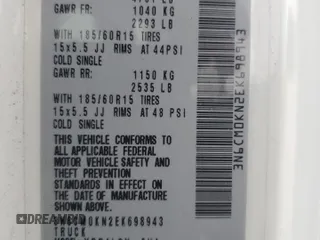 GAWR FR: 1040 KG
2293 LB
WITH 185/60R15 TIRES
15x5.5 JJ RIMS AT 44PSI
COLD SINGLE
GAWR RR: 1150 KG
2535 LB
WITH 185/60R15 TIRES
15x5.5 JJ RIMS AT 48 PSI
COLD SINGLE
THIS VEHICLE CONFORMS TO
ALL APPLICABLE FEDERAL
MOTOR VEHICLE SAFETY AND
THEFT PREVENTION
STANDARDS IN EFFECT ON
THE DATE OF MANUFACTURE
SHOWN ABOVE
3N6CM0KN2EK698943
TRUCK
3N6CM0KN2EK698943